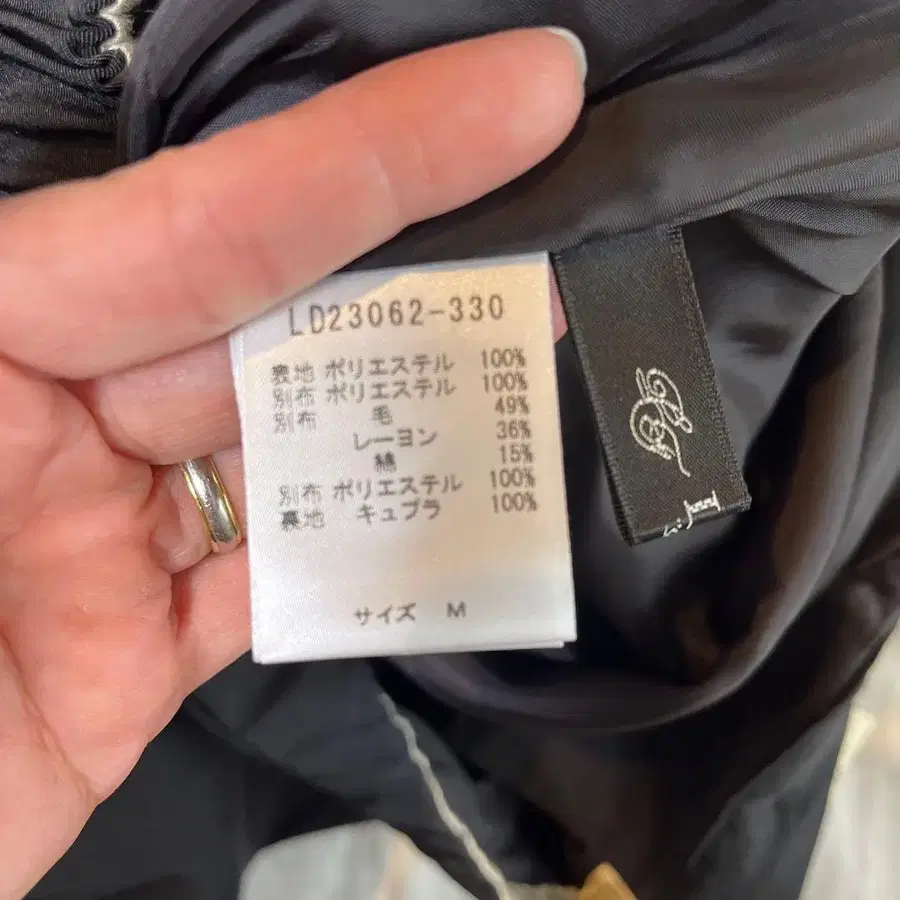 LD23062-330
表地 ポリエステル 100%
別布 ポリエステル 100%
別布 毛 49%
レーヨン 36%
綿 15%
別布 ポリエステル 100%
裏地 キュプラ 100%
サイズ M